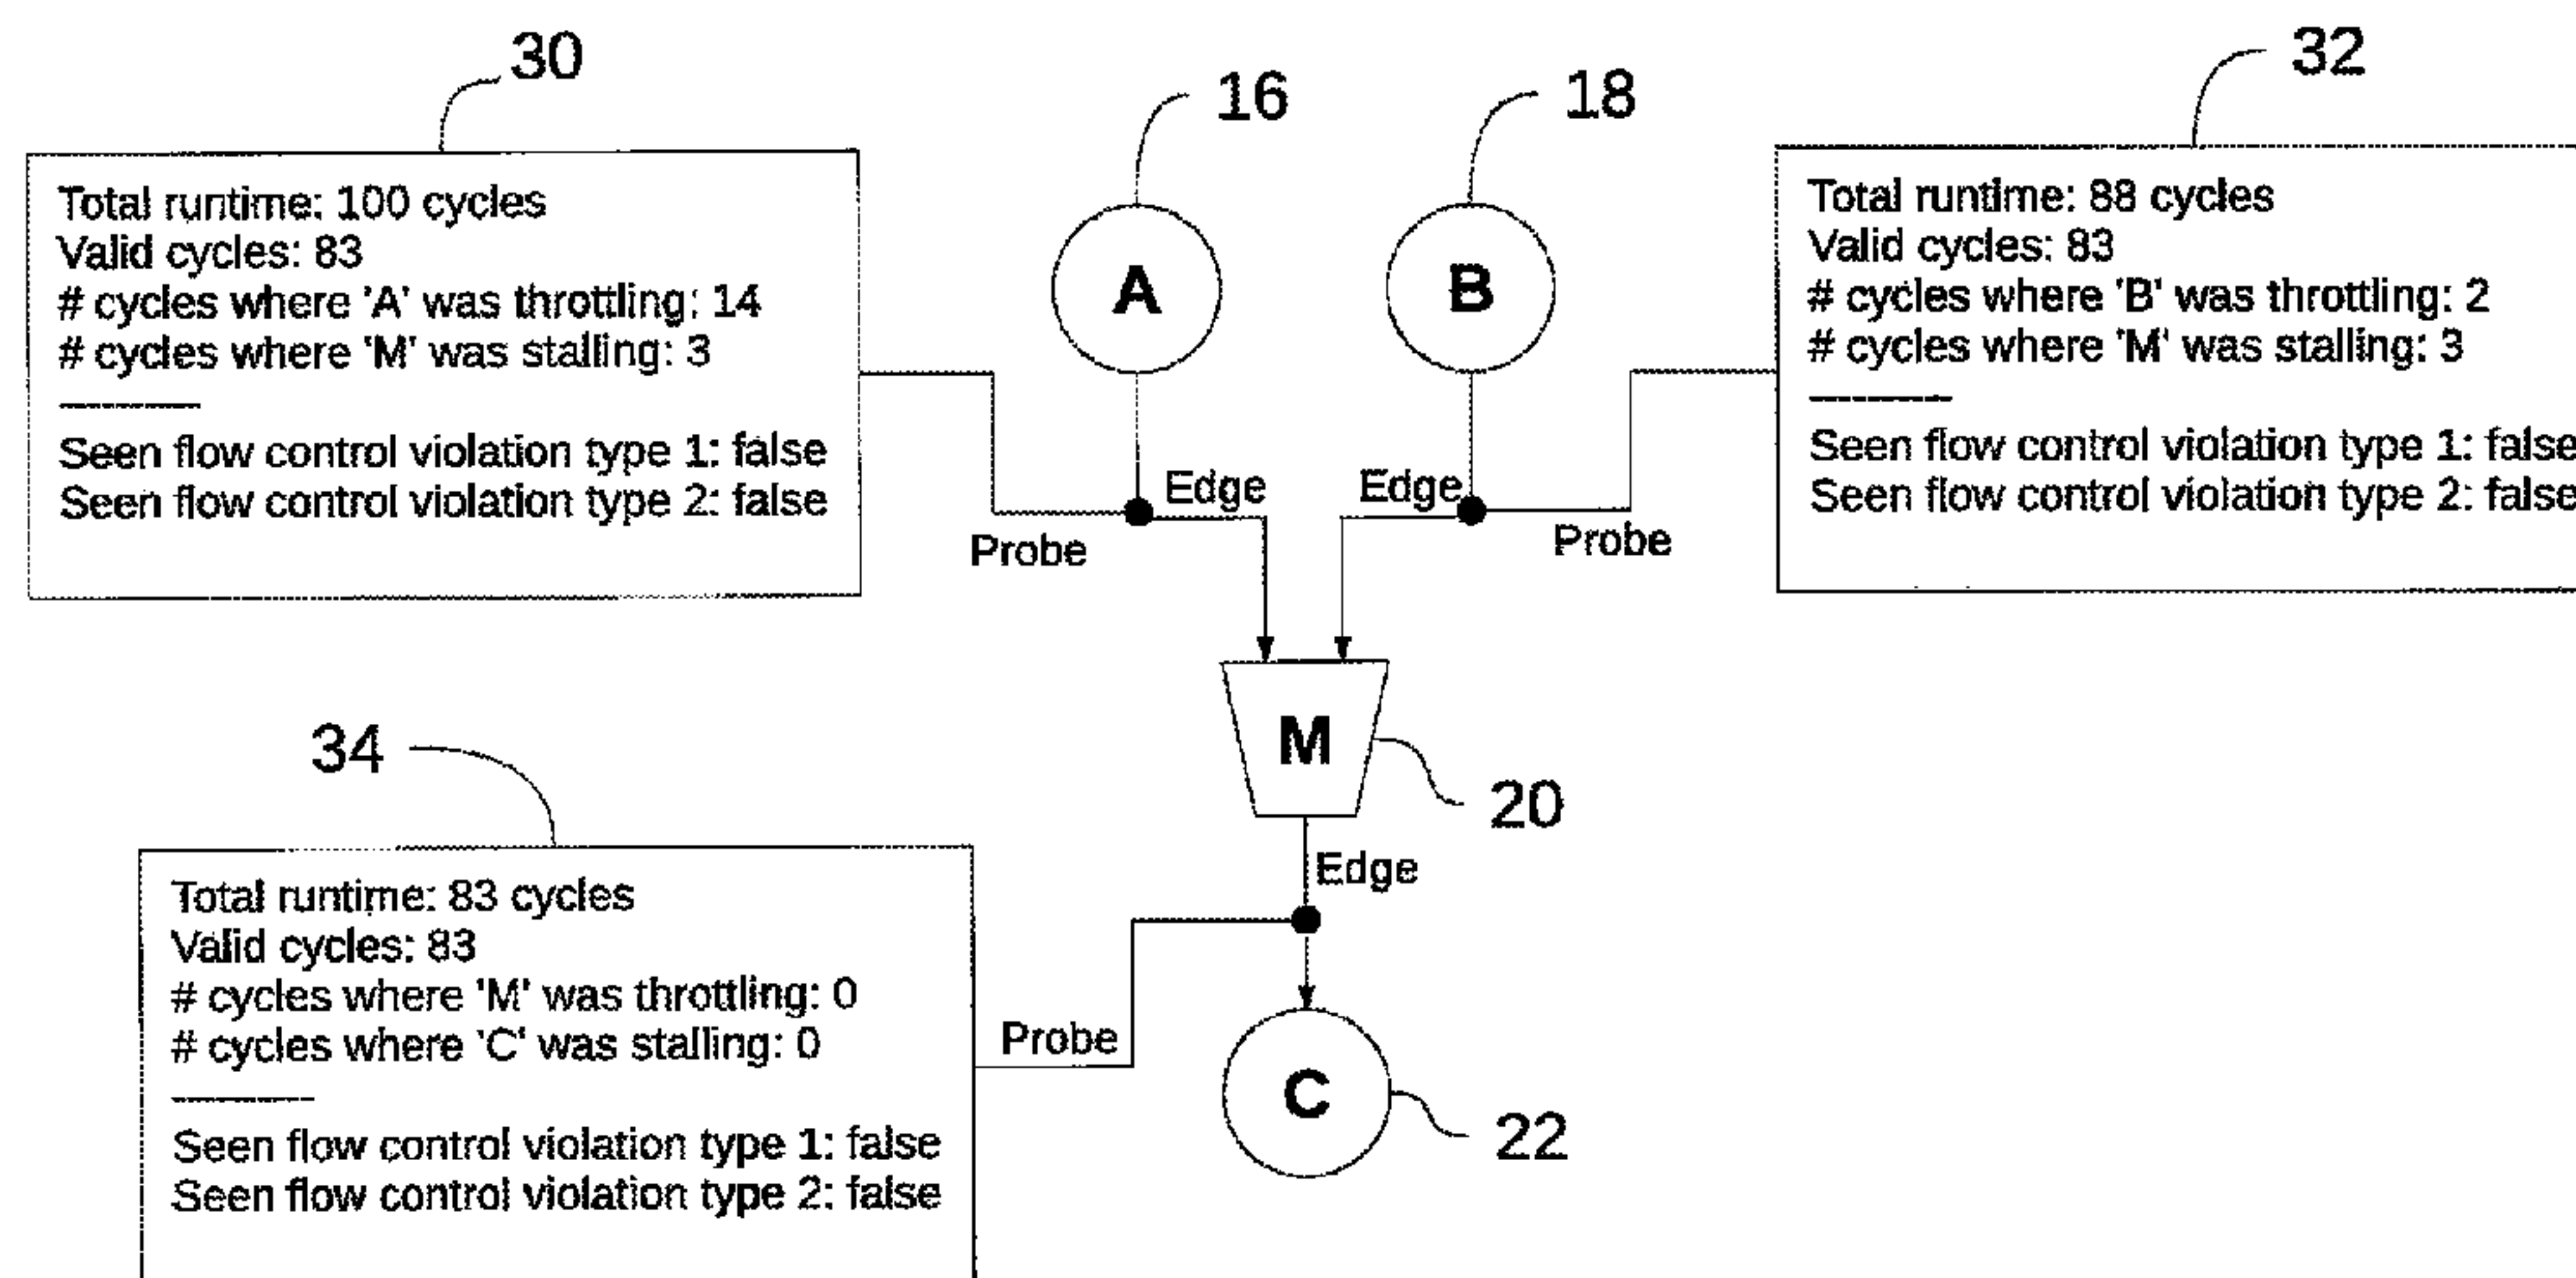 30
16
18
32
Total runtime: 100 cycles
Valid cycles: 83
# cycles where 'A' was throttling: 14
# cycles where 'M' was stalling: 3
Seen flow control violation type 1: false
Seen flow control violation type 2: false
A
B
Total runtime: 88 cycles
Valid cycles: 83
# cycles where 'B' was throttling: 2
# cycles where 'M' was stalling: 3
Seen flow control violation type 1: false
Seen flow control violation type 2: false
Edge
Edge
Probe
Probe
M
20
34
Edge
Total runtime: 83 cycles
Valid cycles: 83
# cycles where 'M' was throttling: 0
# cycles where 'C' was stalling: 0
Seen flow control violation type 1: false
Seen flow control violation type 2: false
Probe
C
22